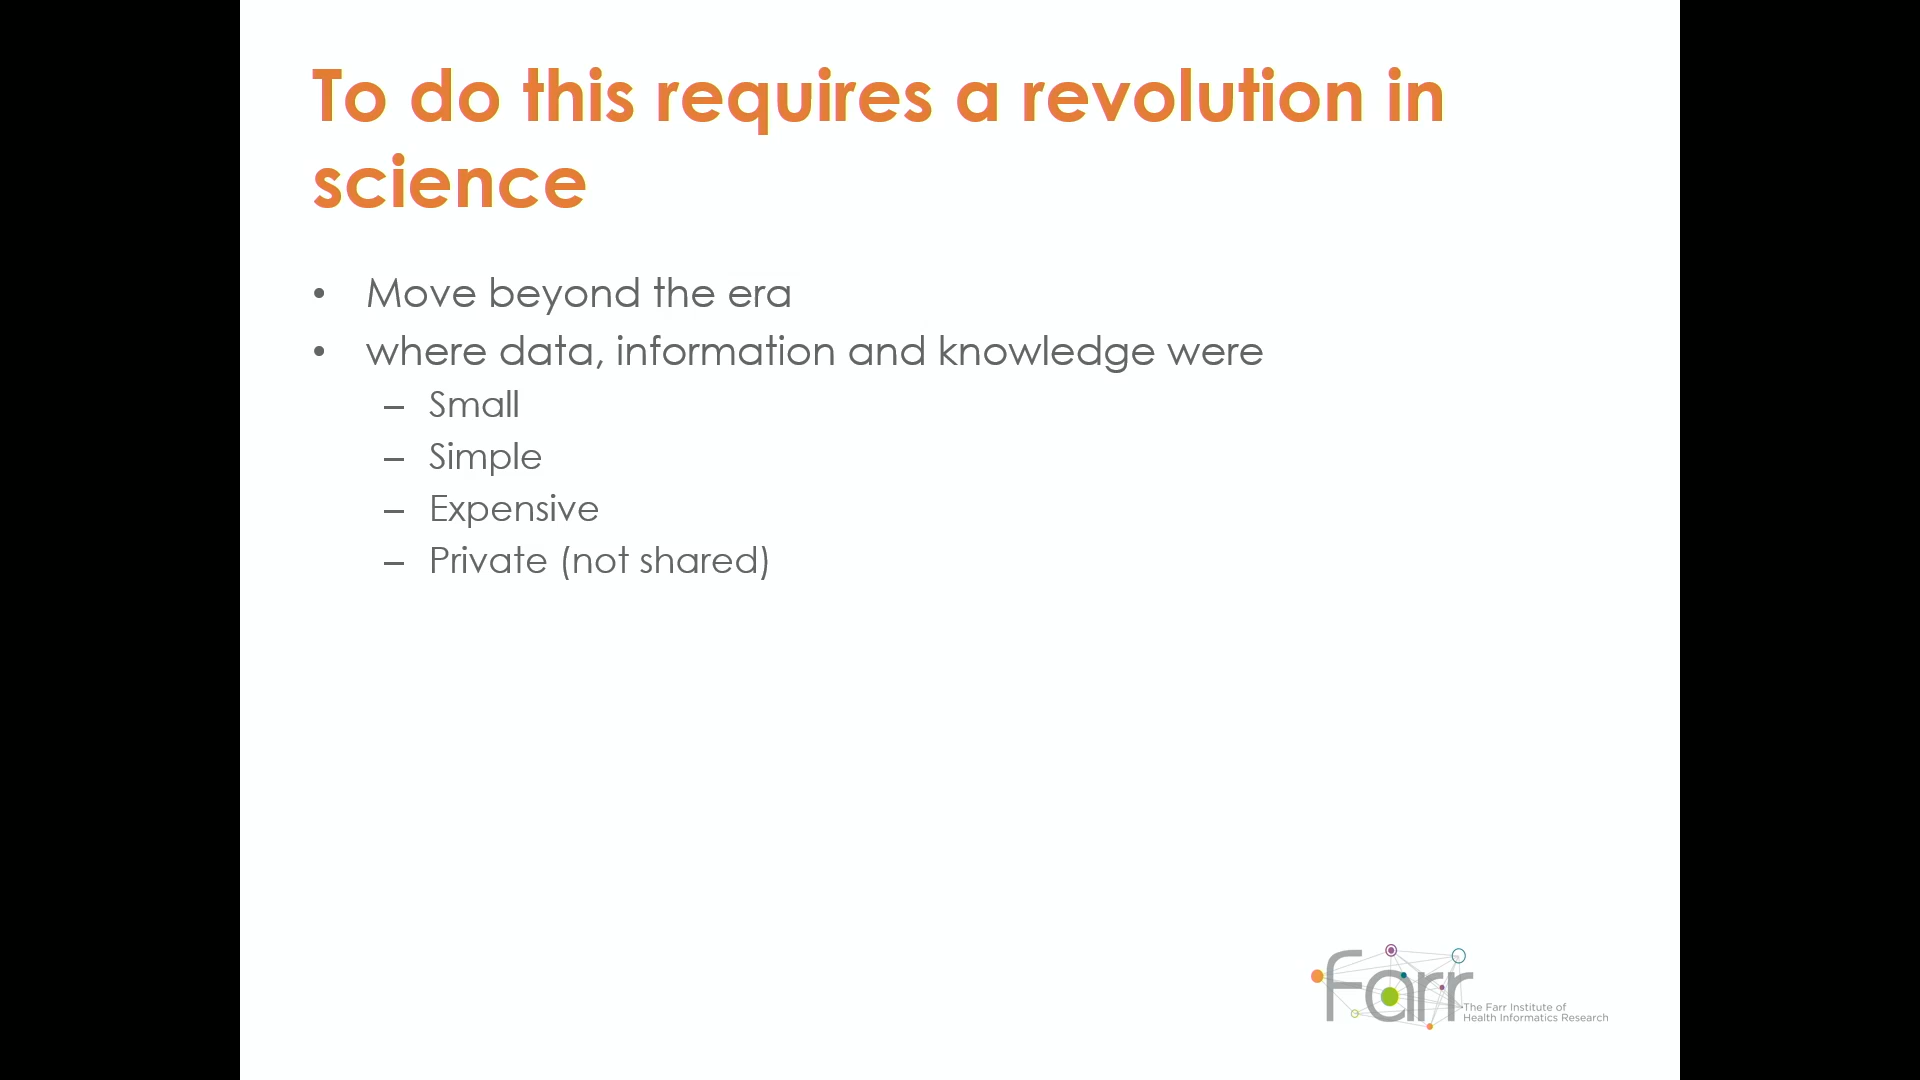 To do this requires a revolution in
science
• Move beyond the era
• where data, information and knowledge were
– Small
– Simple
– Expensive
– Private (not shared)
farr
The Farr Institute of
Health Informatics Research